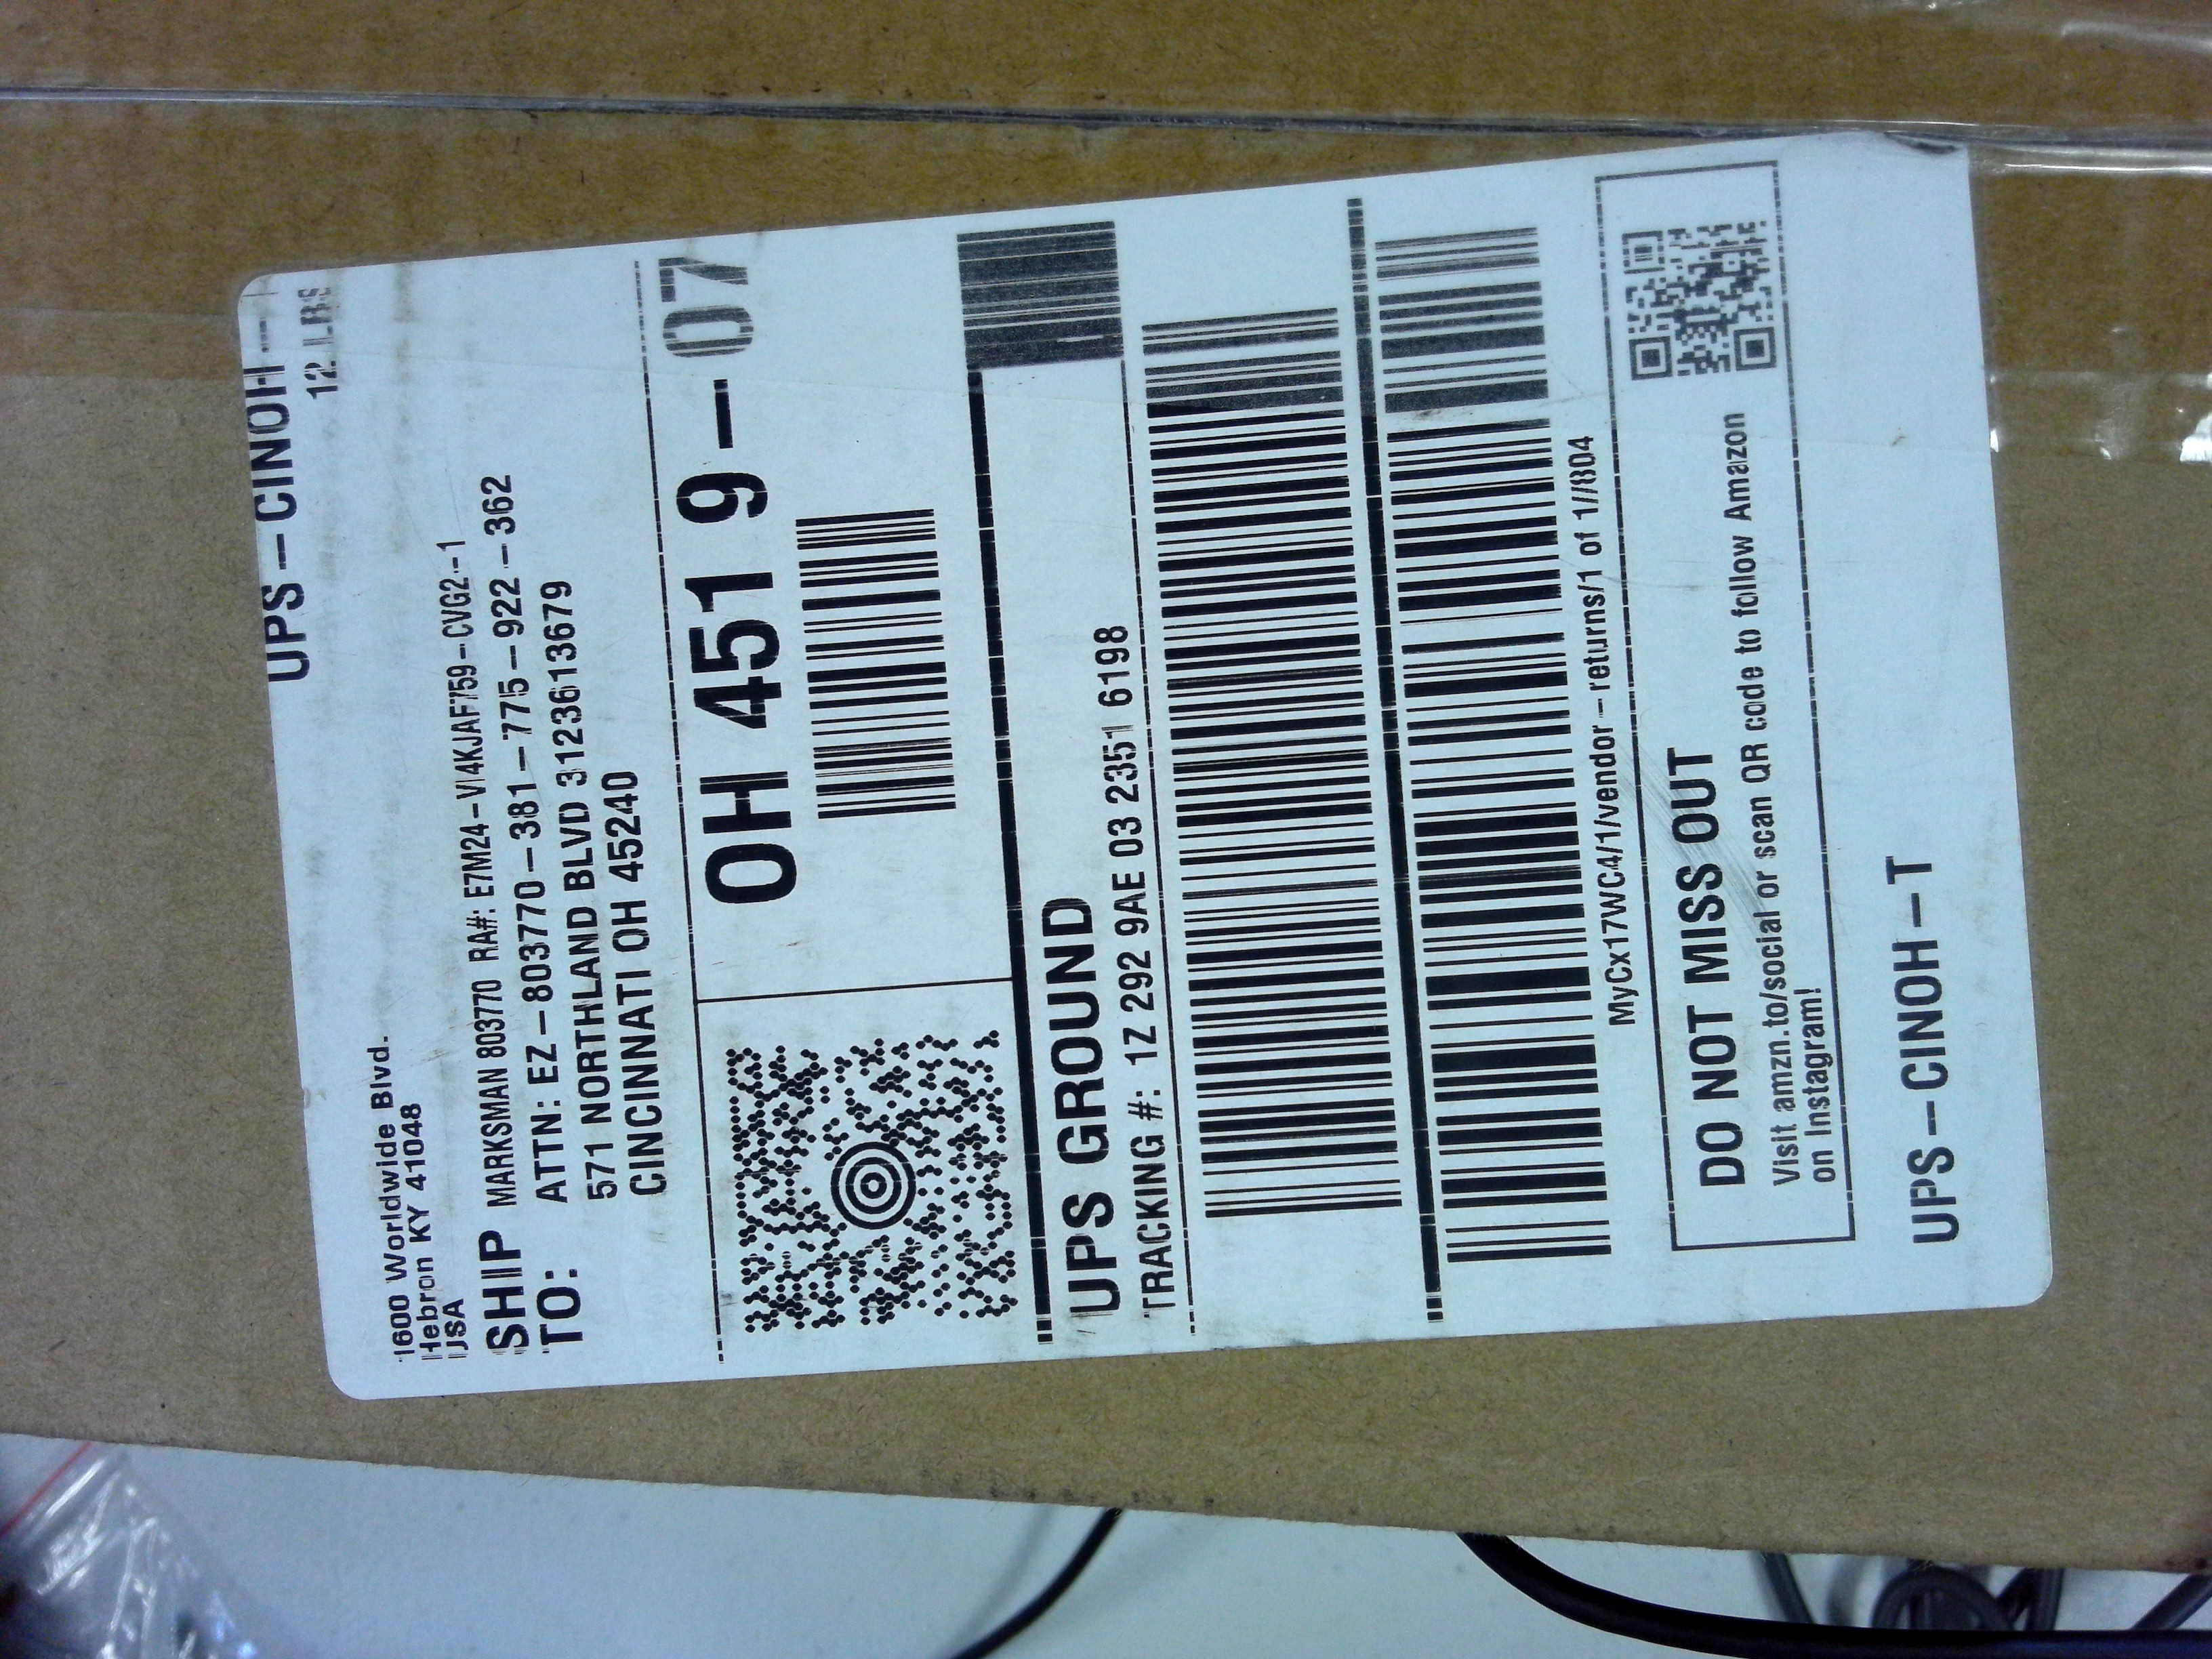 UPS-CINOH-
12 LBS
1600 Worldwide Blvd.
Hebron KY 41048
USA
SHIP TO:
MARKSMAN 803770 RA#: E7M24-VI4KJAF759-CVG2-1
ATTN: EZ-803770-381-775-922-362
571 NORTHLAND BLVD 31236613679
CINCINNATI OH 45240
OH 451 9-07
UPS GROUND
TRACKING #: 1Z 292 9AE 03 2351 6198
MyCx17WC4/1/vendor-returns/1 of 1//804
DO NOT MISS OUT
Visit amzn.to/social or scan QR code to follow Amazon
on Instagram!
UPS-CINOH-T